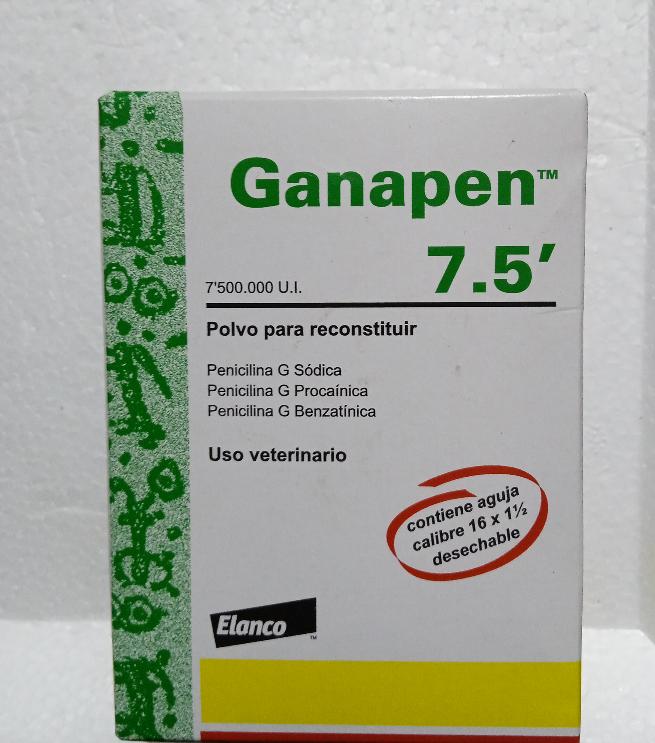 Ganapen™
7.5’
7'500.000 U.I.
Polvo para reconstituir
Penicilina G Sódica
Penicilina G Procaínica
Penicilina G Benzatínica
Uso veterinario
contiene aguja
calibre 16 x 1½
desechable
Elanco™